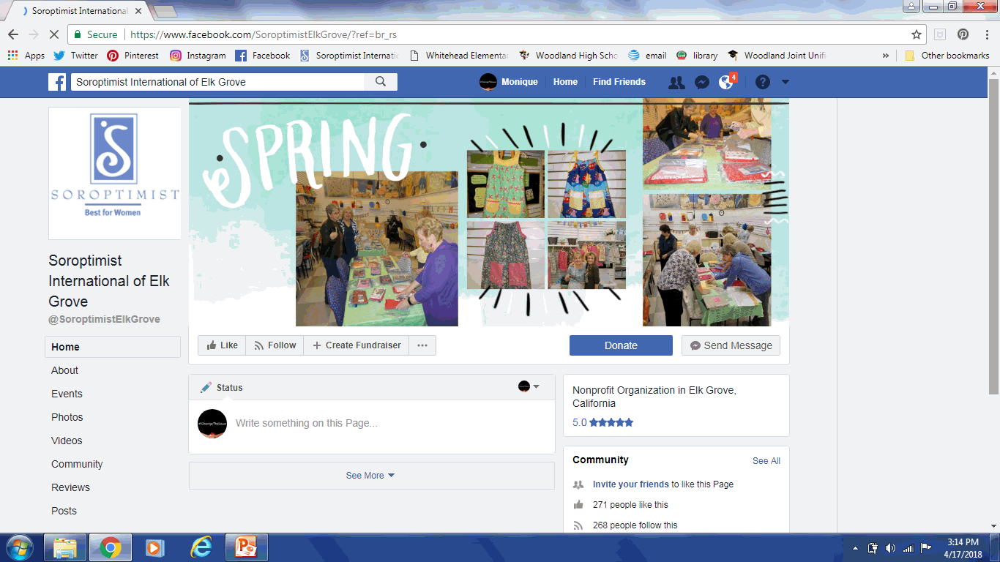 Soroptimist International
Secure
https://www.facebook.com/SoroptimistElkGrove/?ref=br_rs
Apps Twitter Pinterest Instagram Facebook Soroptimist Internatio Whitehead Elementar Woodland High Scho email library Woodland Joint Unifi » Other bookmarks
Soroptimist International of Elk Grove
Monique Home Find Friends 4
SPRING
SOROPTIMIST
Best for Women
Soroptimist
International of Elk
Grove
@SoroptimistElkGrove
Home
About
Events
Photos
Videos
Community
Reviews
Posts
Like Follow + Create Fundraiser ...
Donate Send Message
Status
#ChangeTheLaws
Write something on this Page...
See More
Nonprofit Organization in Elk Grove,
California
5.0
Community See All
Invite your friends to like this Page
271 people like this
268 people follow this
3:14 PM
4/17/2018